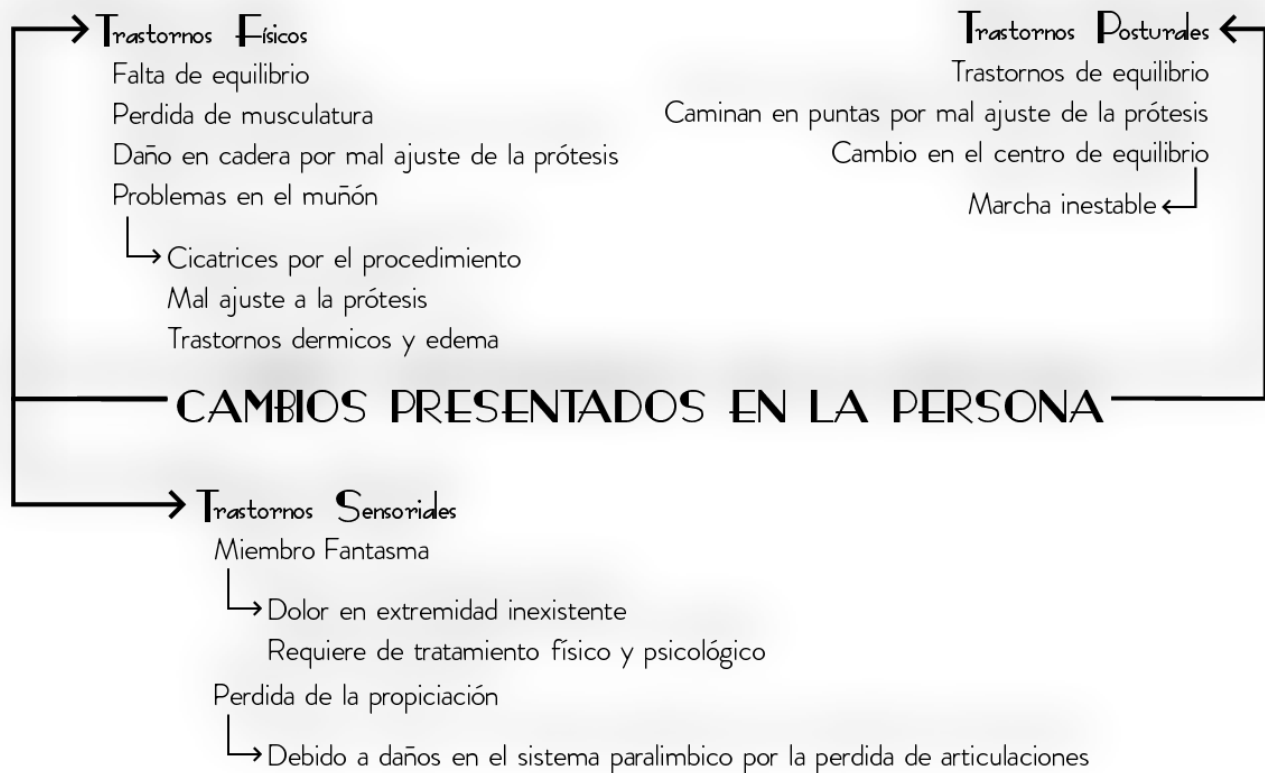 Trastornos Físicos
Falta de equilibrio
Perdida de musculatura
Daño en cadera por mal ajuste de la prótesis
Problemas en el muñón
Cicatrices por el procedimiento
Mal ajuste a la prótesis
Trastornos dermicos y edema
Trastornos Posturales
Trastornos de equilibrio
Caminan en puntas por mal ajuste de la prótesis
Cambio en el centro de equilibrio
Marcha inestable
CAMBIOS PRESENTADOS EN LA PERSONA
Trastornos Sensoriales
Miembro Fantasma
Dolor en extremidad inexistente
Requiere de tratamiento físico y psicológico
Perdida de la propiciación
Debido a daños en el sistema paralimbico por la perdida de articulaciones